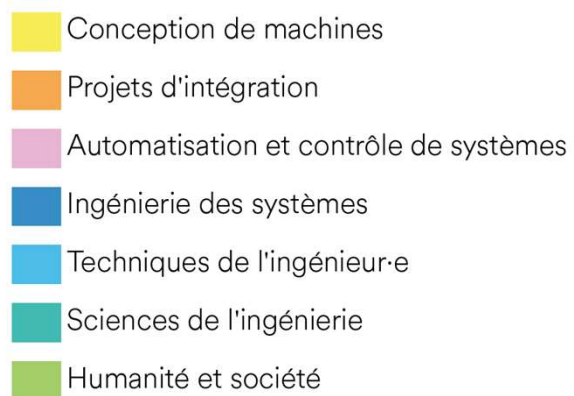 Conception de machines
Projets d'intégration
Automatisation et contrôle de systèmes
Ingénierie des systèmes
Techniques de l'ingénieur·e
Sciences de l'ingénierie
Humanité et société